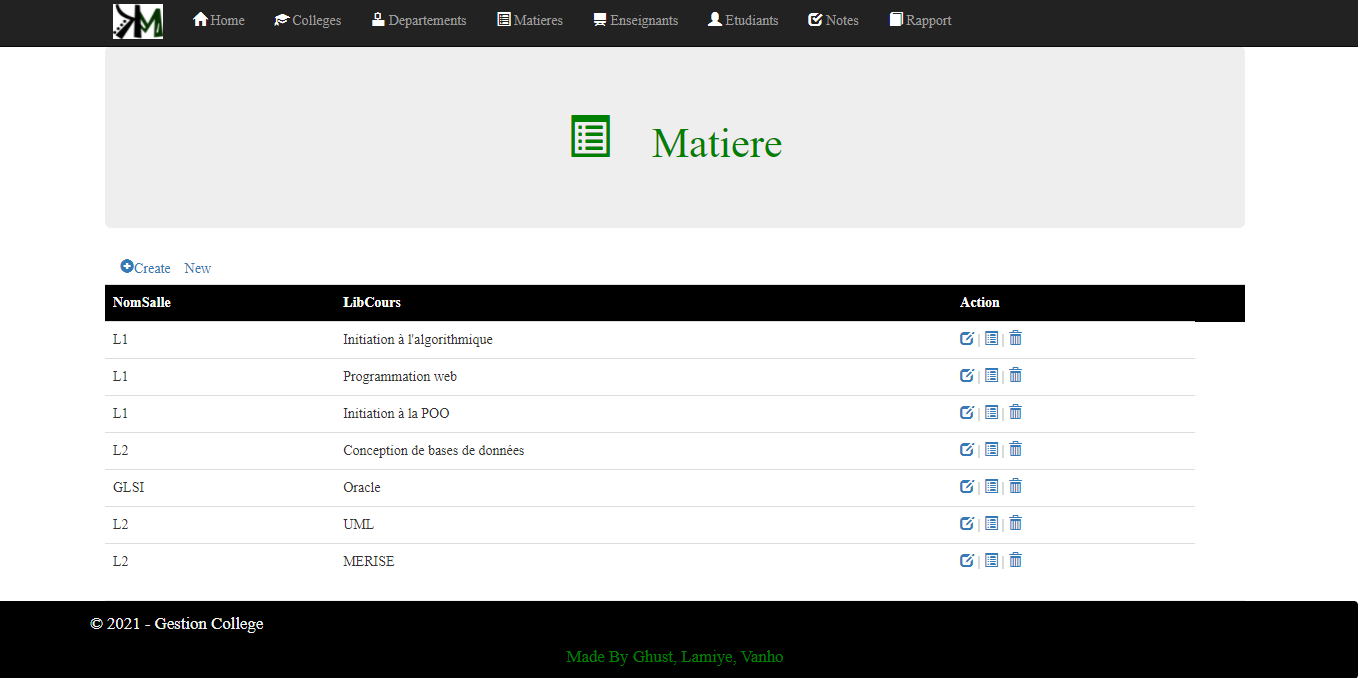 KM Home Colleges Departements Matieres Enseignants Etudiants Notes Rapport
Matiere
Create New
NomSalle LibCours Action
L1 Initiation à l'algorithmique | |
L1 Programmation web | |
L1 Initiation à la POO | |
L2 Conception de bases de données | |
GLSI Oracle | |
L2 UML | |
L2 MERISE | |
© 2021 - Gestion College
Made By Ghust, Lamiye, Vanho